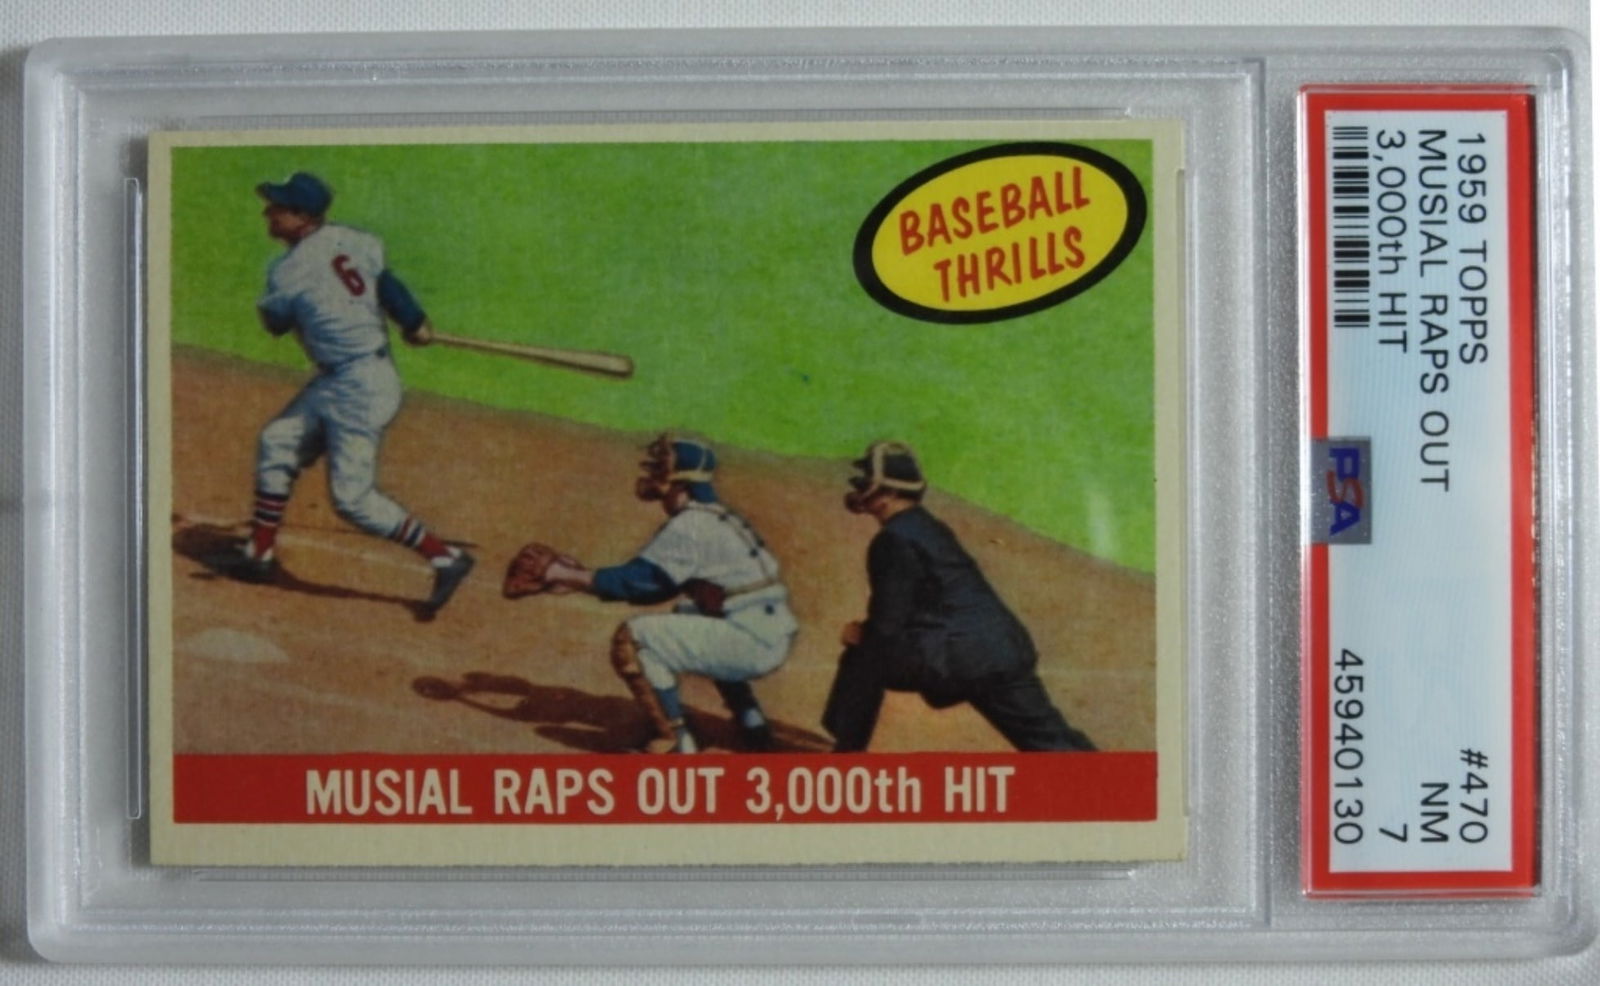 6
BASEBALL
THRILLS
MUSIAL RAPS OUT 3,000th HIT
1959 TOPPS #470
MUSIAL RAPS OUT NM
3,000th HIT 7
45940130
PSA